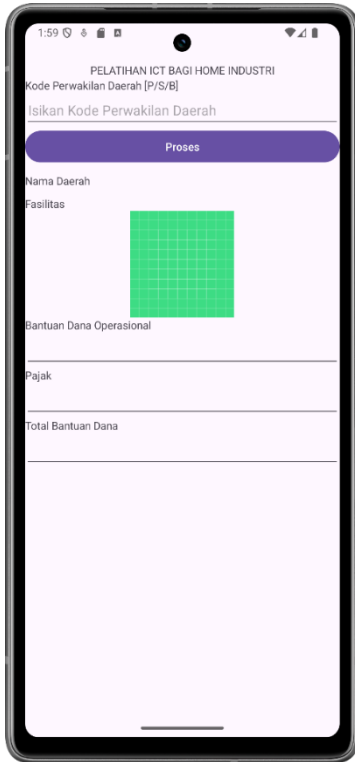 1:59
PELATIHAN ICT BAGI HOME INDUSTRI
Kode Perwakilan Daerah [P/S/B]
Isikan Kode Perwakilan Daerah
Proses
Nama Daerah
Fasilitas
Bantuan Dana Operasional
Pajak
Total Bantuan Dana